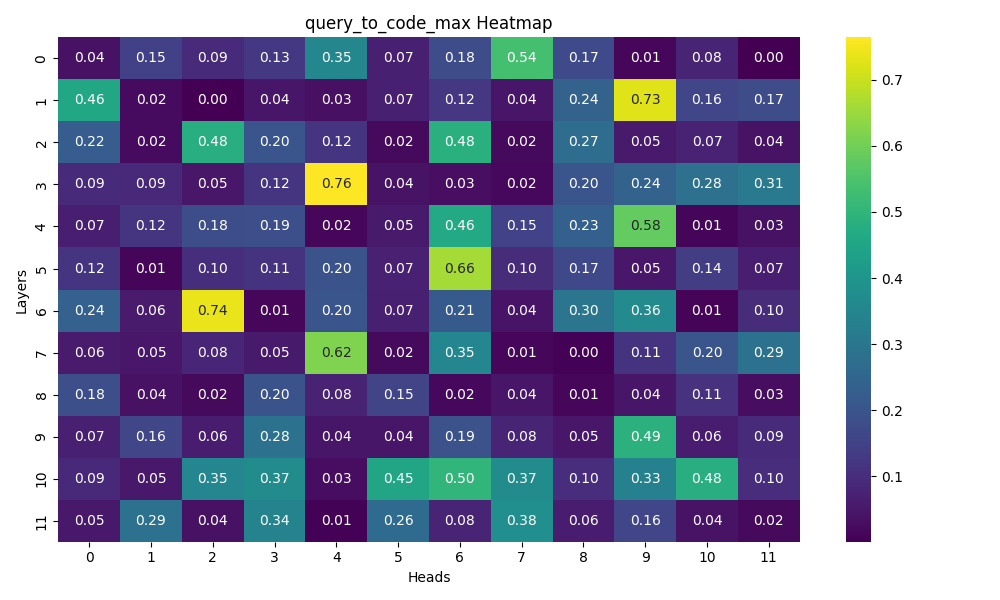 query_to_code_max Heatmap
0 0.04 0.15 0.09 0.13 0.35 0.07 0.18 0.54 0.17 0.01 0.08 0.00
1 0.46 0.02 0.00 0.04 0.03 0.07 0.12 0.04 0.24 0.73 0.16 0.17
2 0.22 0.02 0.48 0.20 0.12 0.02 0.48 0.02 0.27 0.05 0.07 0.04
3 0.09 0.09 0.05 0.12 0.76 0.04 0.03 0.02 0.20 0.24 0.28 0.31
4 0.07 0.12 0.18 0.19 0.02 0.05 0.46 0.15 0.23 0.58 0.01 0.03
5 0.12 0.01 0.10 0.11 0.20 0.07 0.66 0.10 0.17 0.05 0.14 0.07
6 0.24 0.06 0.74 0.01 0.20 0.07 0.21 0.04 0.30 0.36 0.01 0.10
7 0.06 0.05 0.08 0.05 0.62 0.02 0.35 0.01 0.00 0.11 0.20 0.29
8 0.18 0.04 0.02 0.20 0.08 0.15 0.02 0.04 0.01 0.04 0.11 0.03
9 0.07 0.16 0.06 0.28 0.04 0.04 0.19 0.08 0.05 0.49 0.06 0.09
10 0.09 0.05 0.35 0.37 0.03 0.45 0.50 0.37 0.10 0.33 0.48 0.10
11 0.05 0.29 0.04 0.34 0.01 0.26 0.08 0.38 0.06 0.16 0.04 0.02
0 1 2 3 4 5 6 7 8 9 10 11
Heads
Layers
0.7
0.6
0.5
0.4
0.3
0.2
0.1